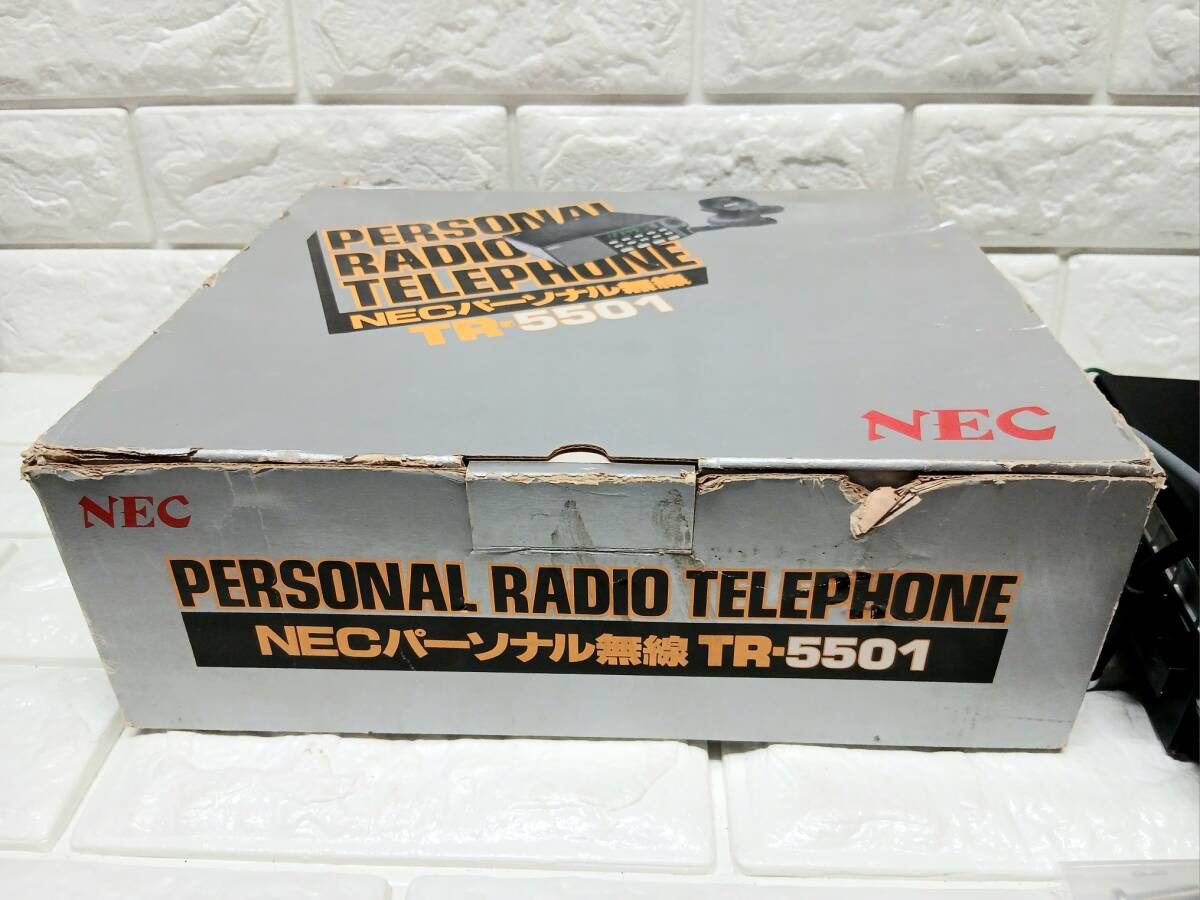 PERSONAL
RADIO
TELEPHONE
NECパーソナル無線
TR-5501
NEC
NEC
PERSONAL RADIO TELEPHONE
NECパーソナル無線 TR-5501